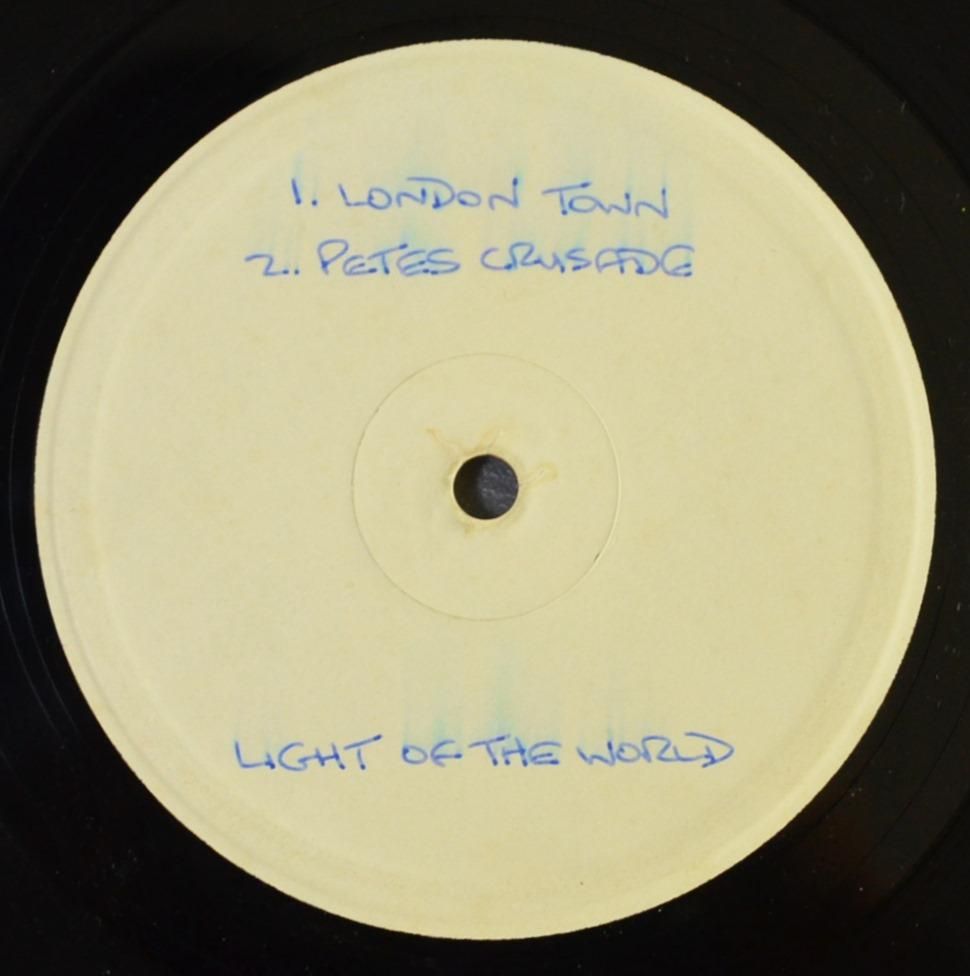 1. LONDON TOWN
2. PETES CRUSADE
LIGHT OF THE WORLD